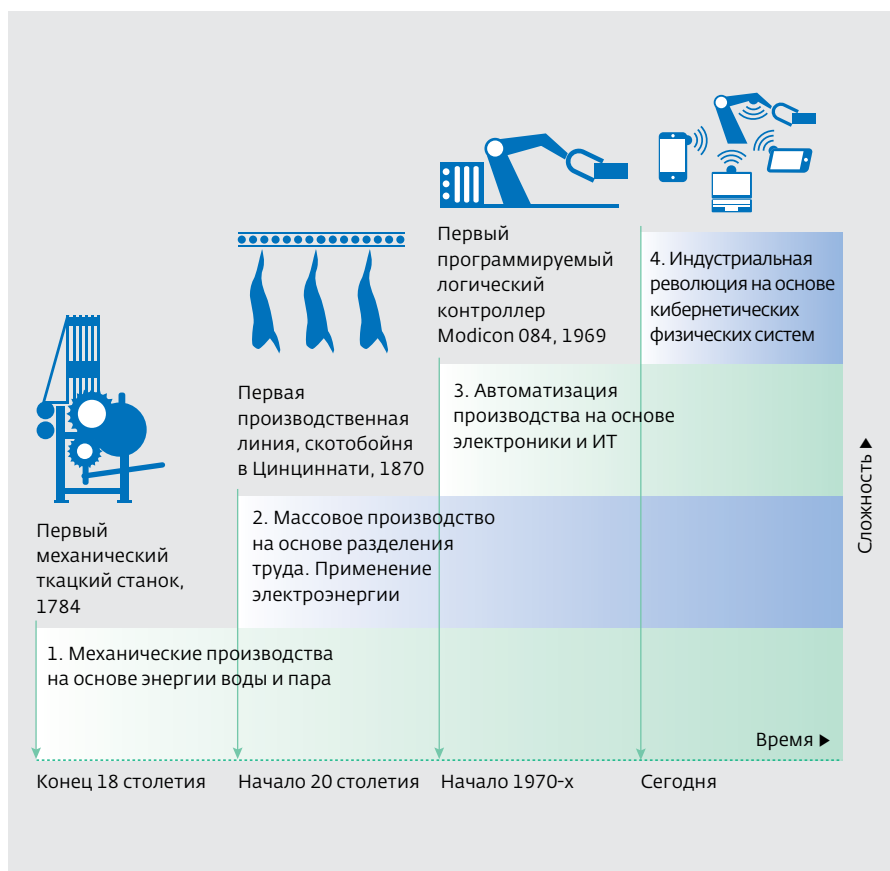 Первый
механический
ткацкий станок,
1784
Первая
производственная
линия, скотобойня
в Цинциннати, 1870
Первый
программируемый
логический
контроллер
Modicon 084, 1969
4. Индустриальная
революция на основе
кибернетических
физических систем
3. Автоматизация
производства на основе
электроники и ИТ
2. Массовое производство
на основе разделения
труда. Применение
электроэнергии
1. Механические производства
на основе энергии воды и пара
Сложность ▶
Время ▶
Конец 18 столетия
Начало 20 столетия
Начало 1970-х
Сегодня